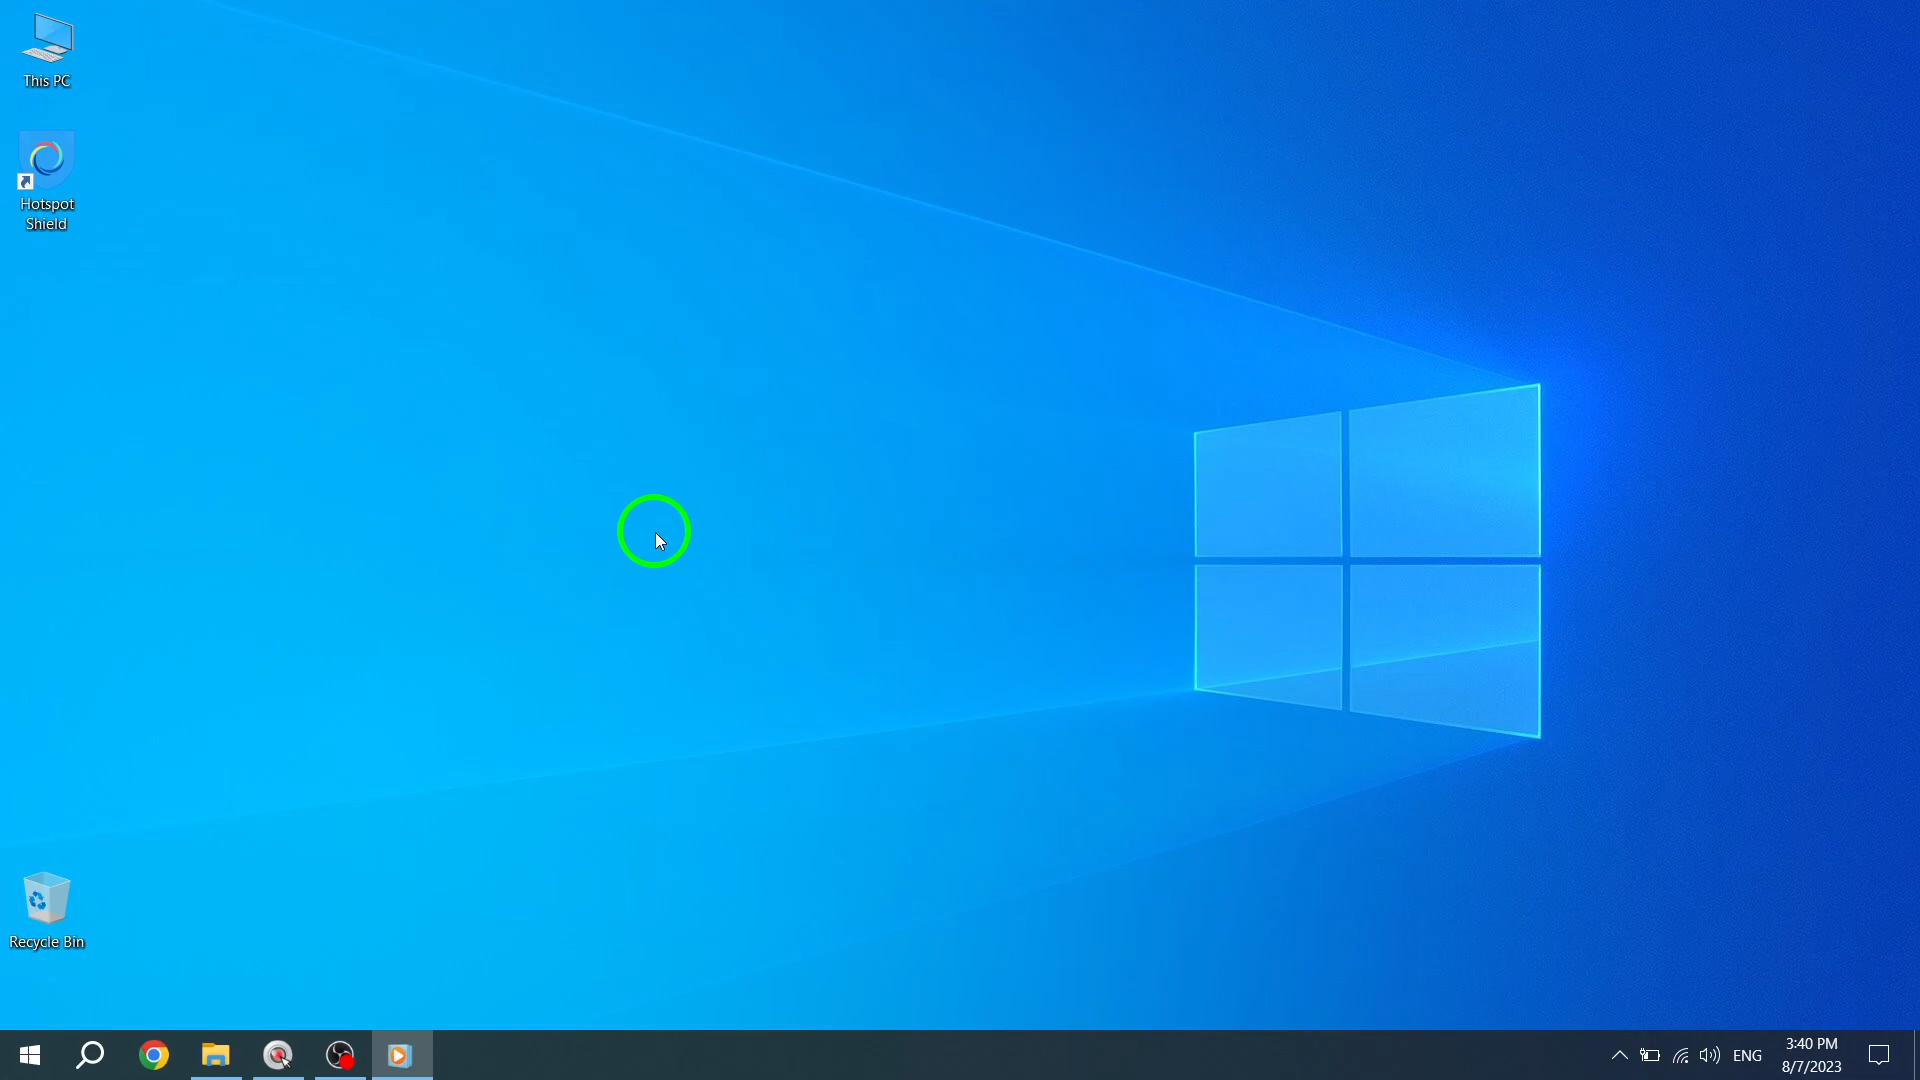 This PC
Hotspot
Shield
Recycle Bin
ENG
3:40 PM
8/7/2023